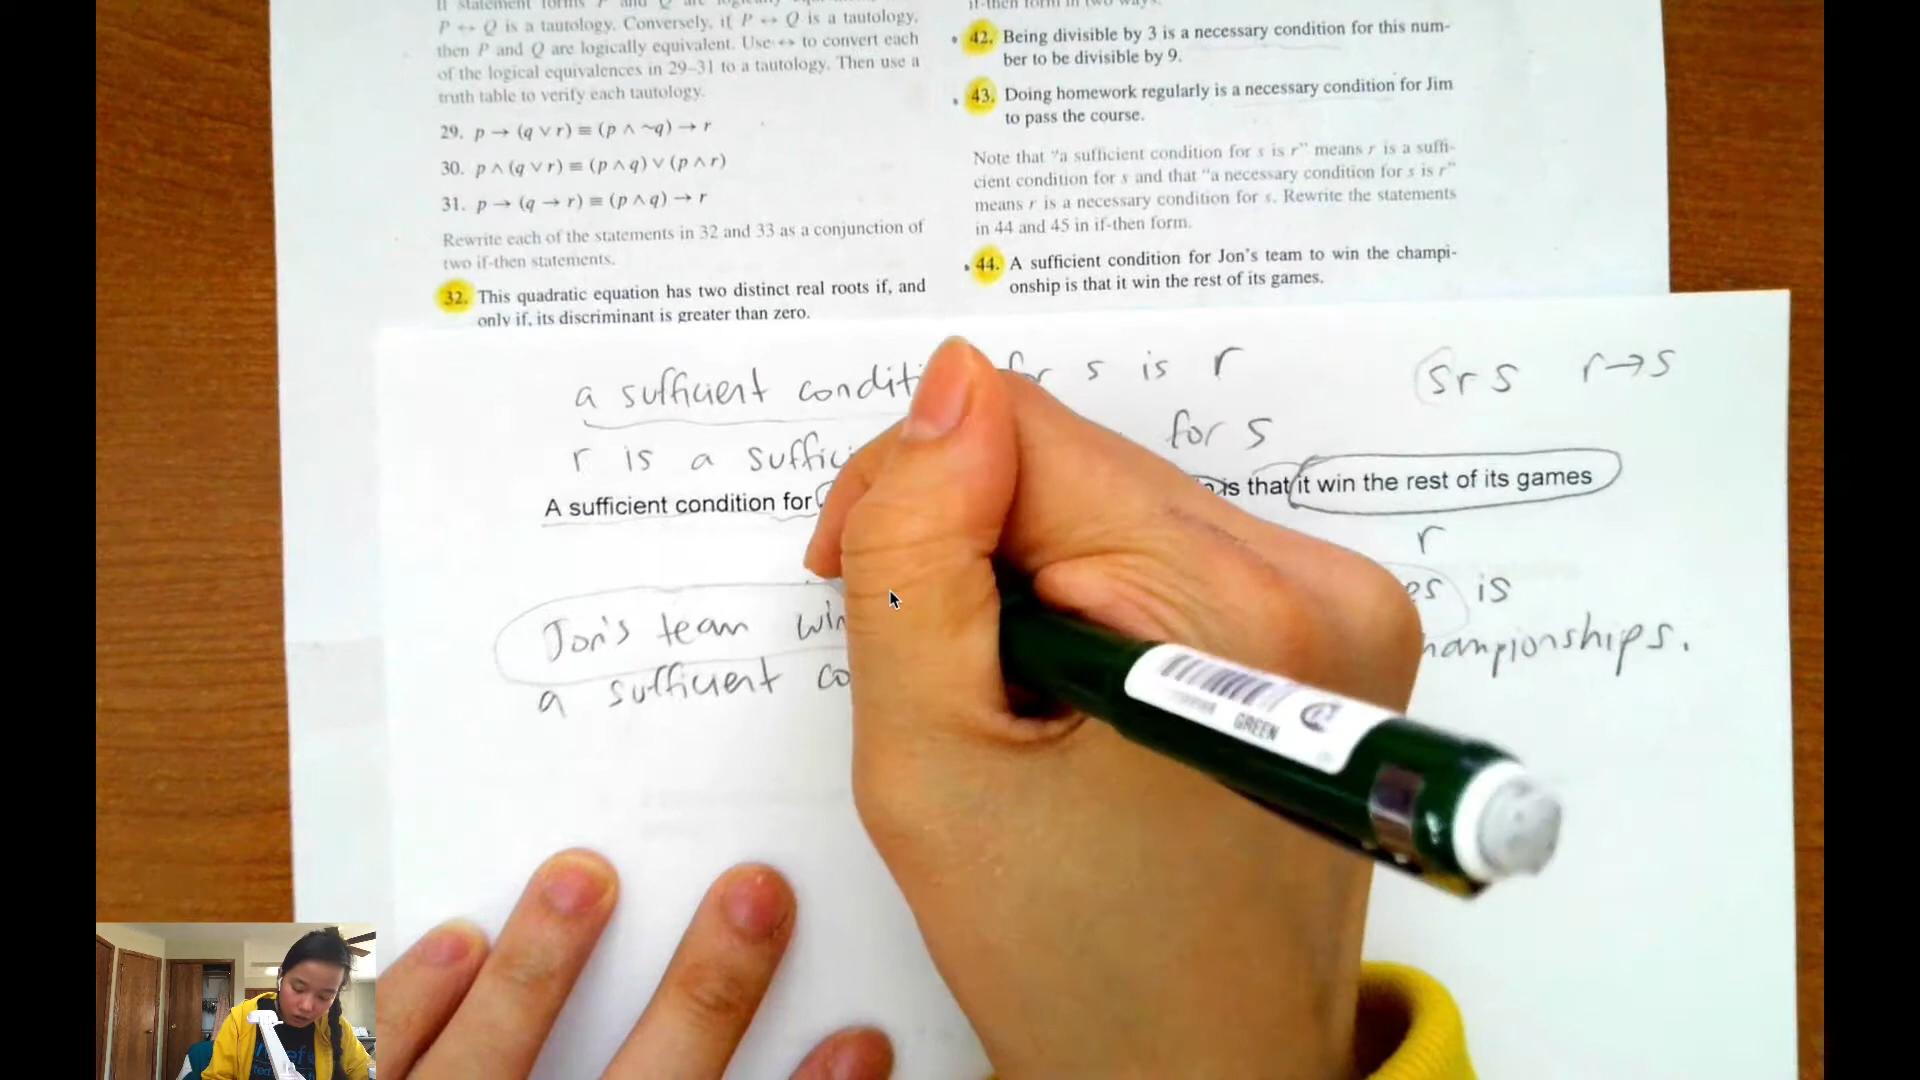 P ↔ Q is a tautology. Conversely, if P ↔ Q is a tautology,
then P and Q are logically equivalent. Use ↔ to convert each
of the logical equivalences in 29–31 to a tautology. Then use a
truth table to verify each tautology.
29. p → (q ∨ r) ≡ (p ∧ ~q) → r
30. p ∧ (q ∨ r) ≡ (p ∧ q) ∨ (p ∧ r)
31. p → (q → r) ≡ (p ∧ q) → r
Rewrite each of the statements in 32 and 33 as a conjunction of
two if-then statements.
32. This quadratic equation has two distinct real roots if, and
only if, its discriminant is greater than zero.
if-then form in two ways.
42. Being divisible by 3 is a necessary condition for this num-
ber to be divisible by 9.
43. Doing homework regularly is a necessary condition for Jim
to pass the course.
Note that “a sufficient condition for s is r” means r is a suffi-
cient condition for s and that “a necessary condition for s is r”
means r is a necessary condition for s. Rewrite the statements
in 44 and 45 in if-then form.
44. A sufficient condition for Jon’s team to win the champi-
onship is that it win the rest of its games.
a sufficient condit for s is r
s r s r → s
r is a suffic for s
A sufficient condition for is that it win the rest of its games
r
Jon's team win es is
a sufficient co hampionships.
GREEN